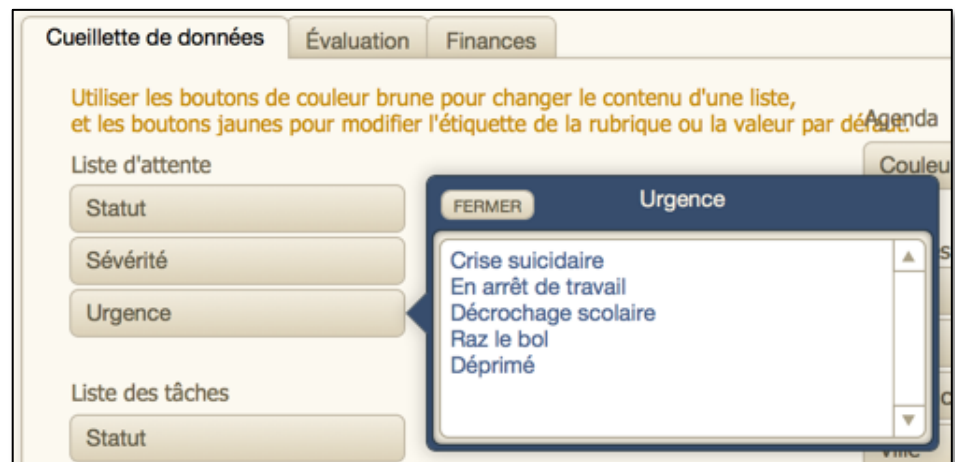 Cueillette de données
Évaluation
Finances
Utiliser les boutons de couleur brune pour changer le contenu d'une liste,
et les boutons jaunes pour modifier l'étiquette de la rubrique ou la valeur par défaut.
Agenda
Liste d'attente
Couleu
Statut
FERMER
Urgence
Sévérité
Crise suicidaire
En arrêt de travail
Urgence
Décrochage scolaire
Raz le bol
Déprimé
Liste des tâches
Statut
Ville